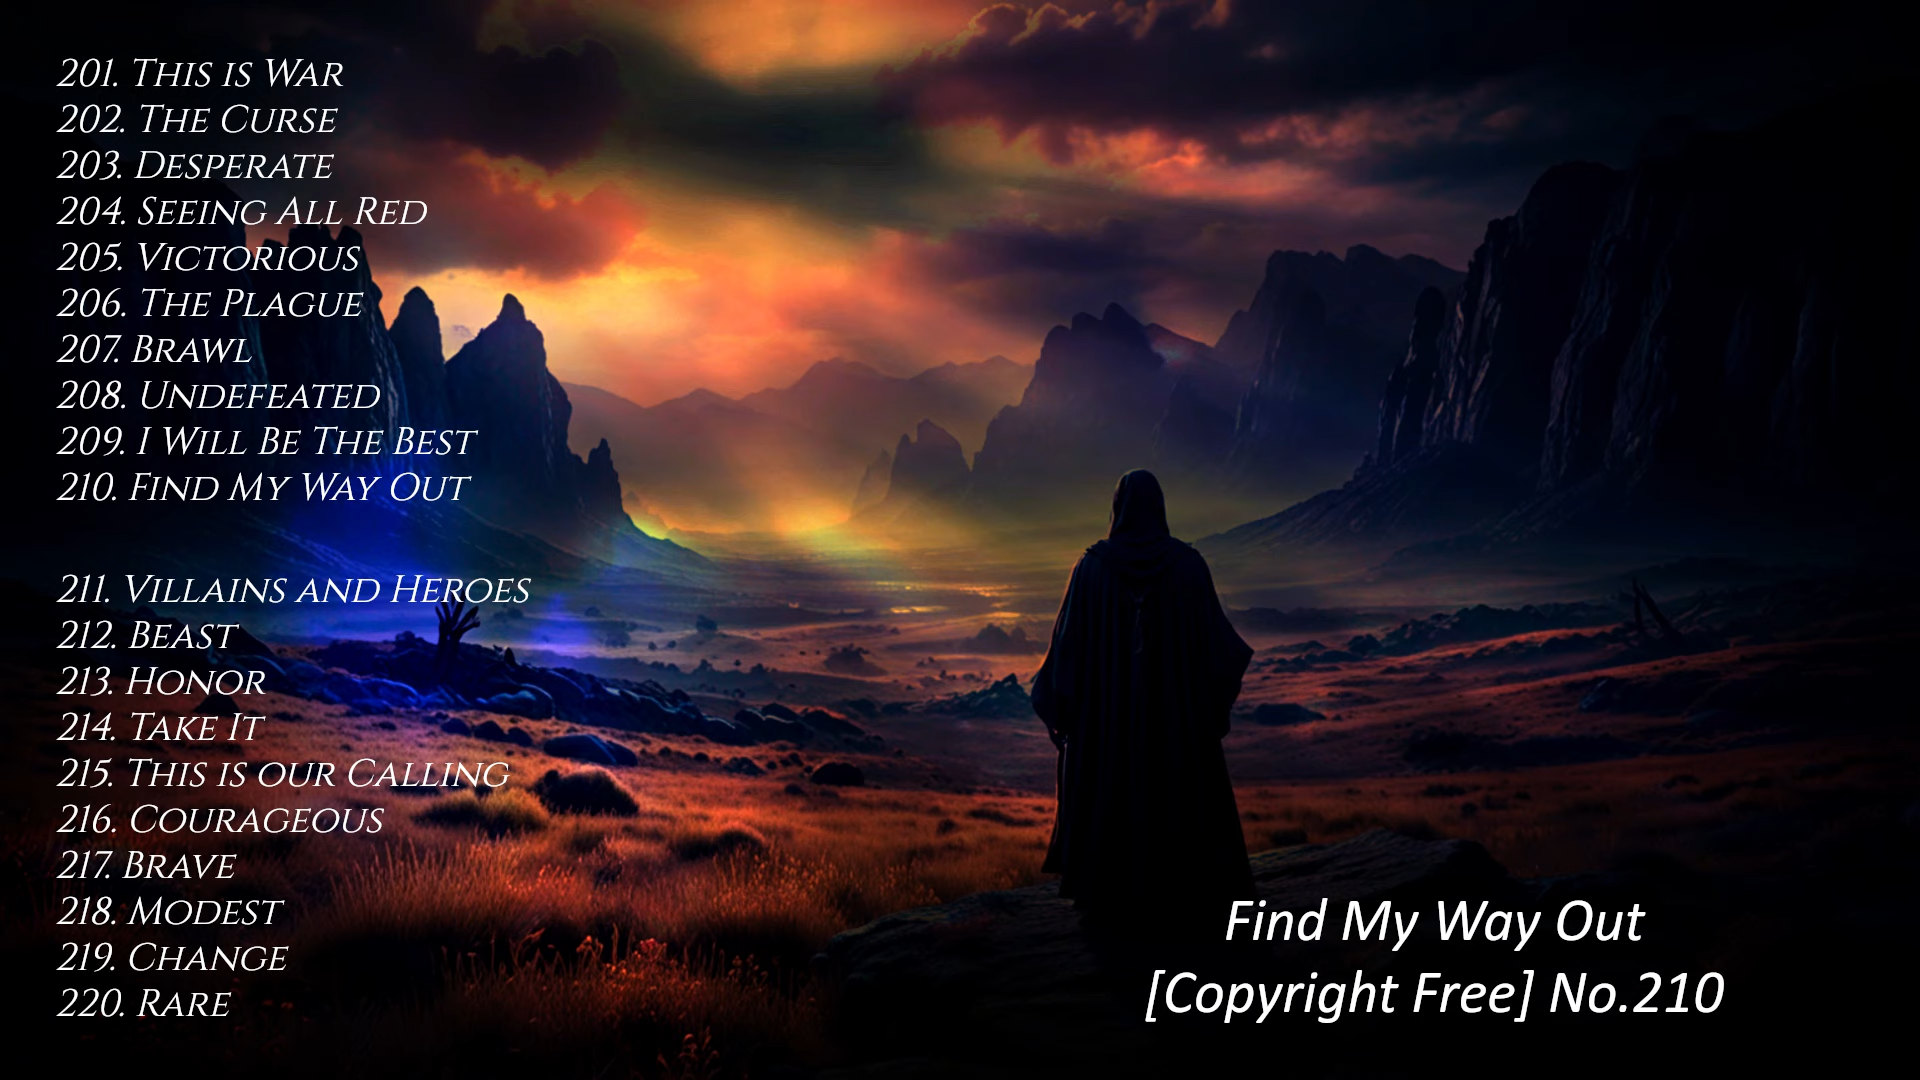 201. This is War
202. The Curse
203. Desperate
204. Seeing All Red
205. Victorious
206. The Plague
207. Brawl
208. Undefeated
209. I Will Be The Best
210. Find My Way Out
211. Villains and Heroes
212. Beast
213. Honor
214. Take It
215. This is our Calling
216. Courageous
217. Brave
218. Modest
219. Change
220. Rare
Find My Way Out
[Copyright Free] No.210